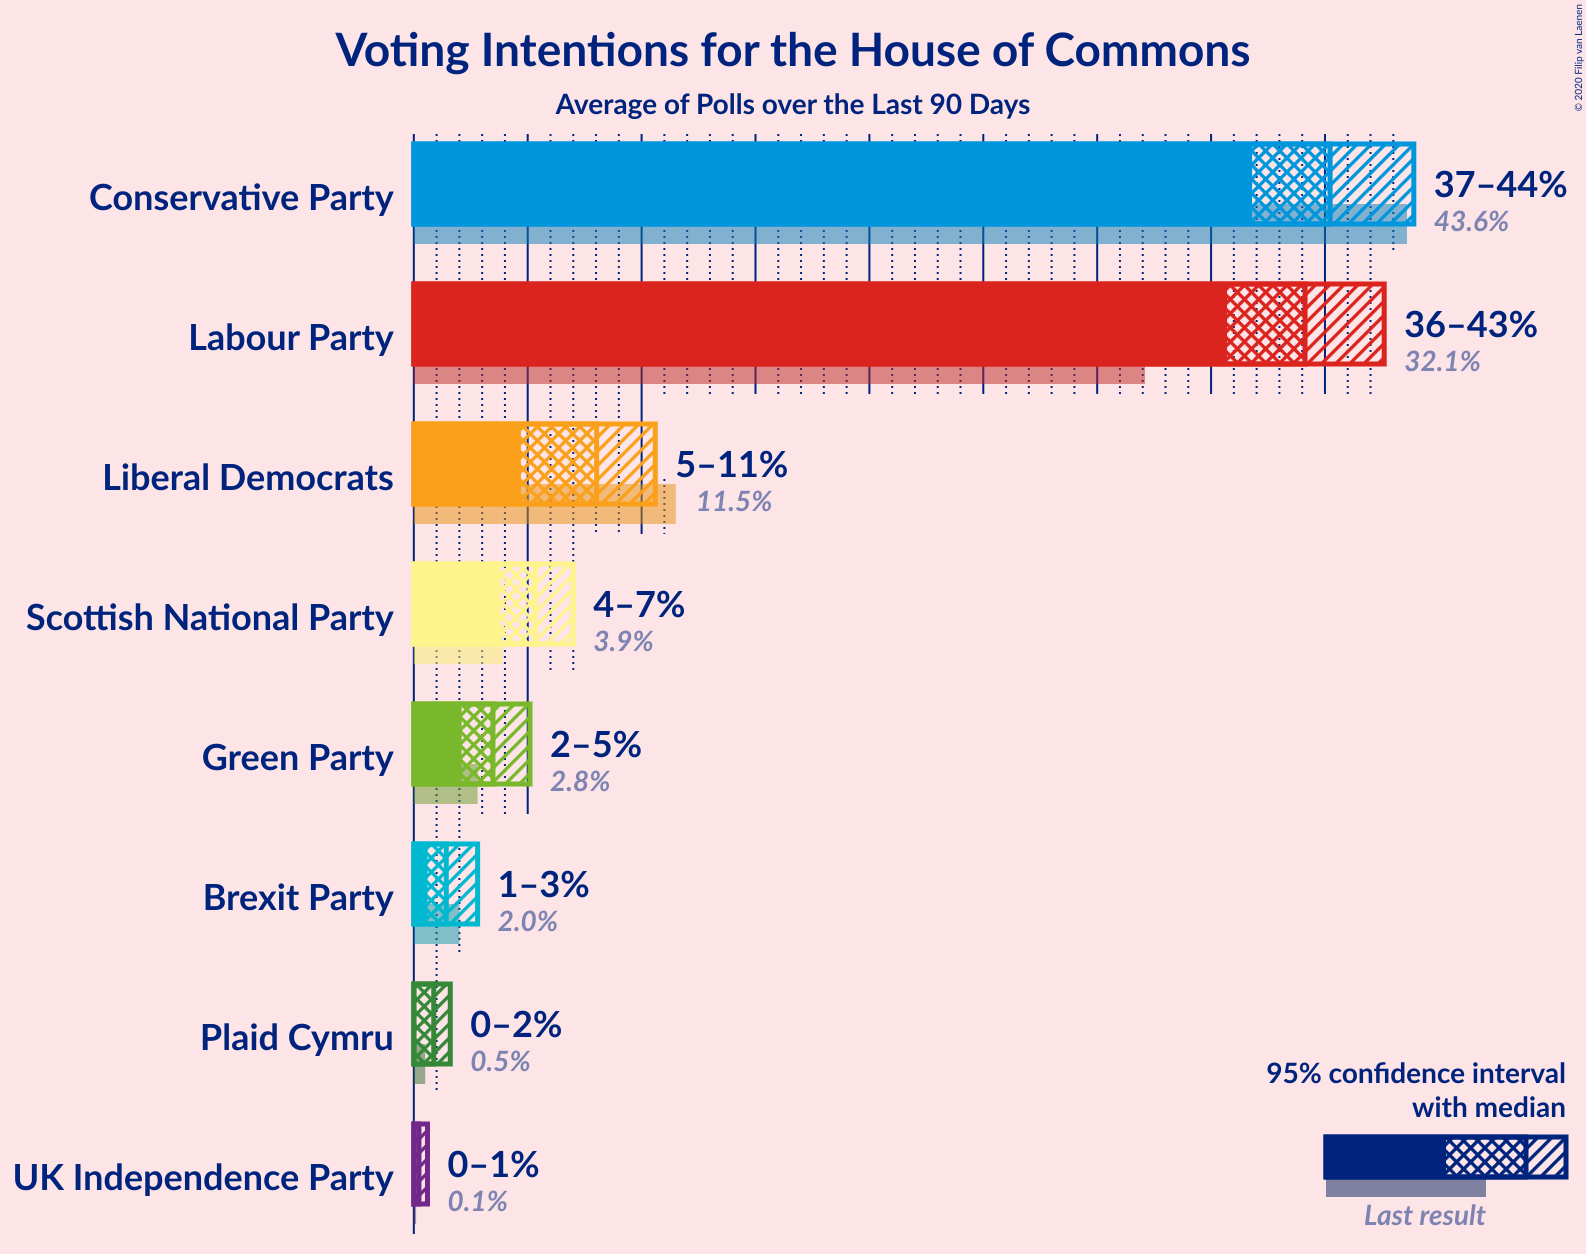 Voting Intentions for the House of Commons
Average of Polls over the Last 90 Days
© 2020 Filip van Laenen
Conservative Party
37–44%
43.6%
Labour Party
36–43%
32.1%
Liberal Democrats
5–11%
11.5%
Scottish National Party
4–7%
3.9%
Green Party
2–5%
2.8%
Brexit Party
1–3%
2.0%
Plaid Cymru
0–2%
0.5%
UK Independence Party
0–1%
0.1%
95% confidence interval
with median
Last result